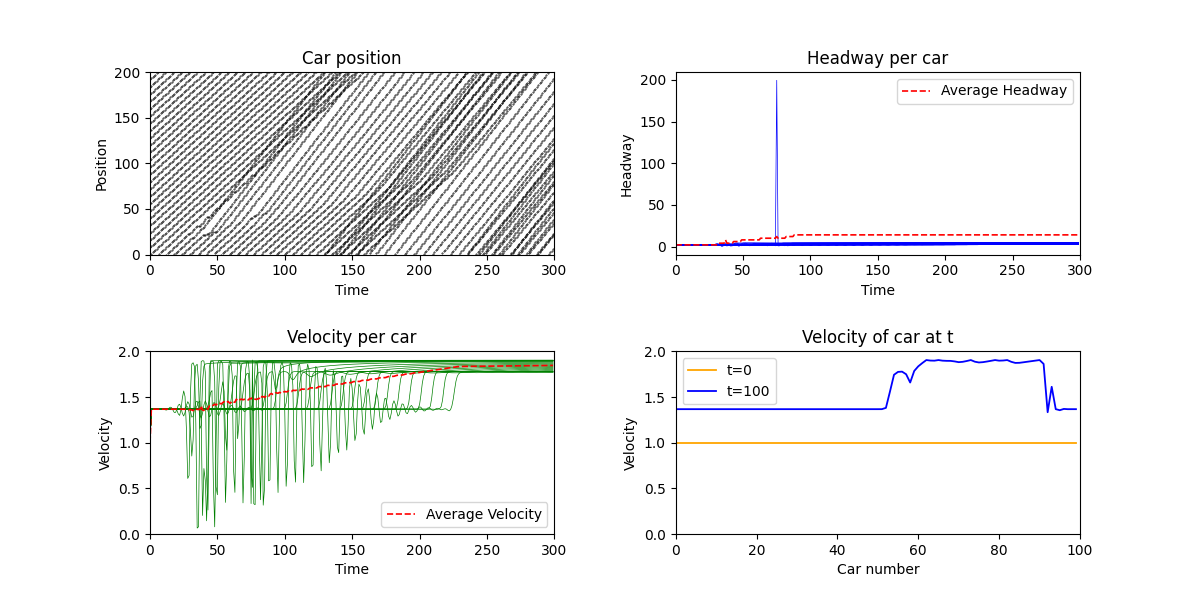 Car position
Position
200
150
100
50
0
0 50 100 150 200 250 300
Time
Headway per car
Headway
200
150
100
50
0
Average Headway
0 50 100 150 200 250 300
Time
Velocity per car
Velocity
2.0
1.5
1.0
0.5
0.0
Average Velocity
0 50 100 150 200 250 300
Time
Velocity of car at t
Velocity
2.0
1.5
1.0
0.5
0.0
t=0
t=100
0 20 40 60 80 100
Car number